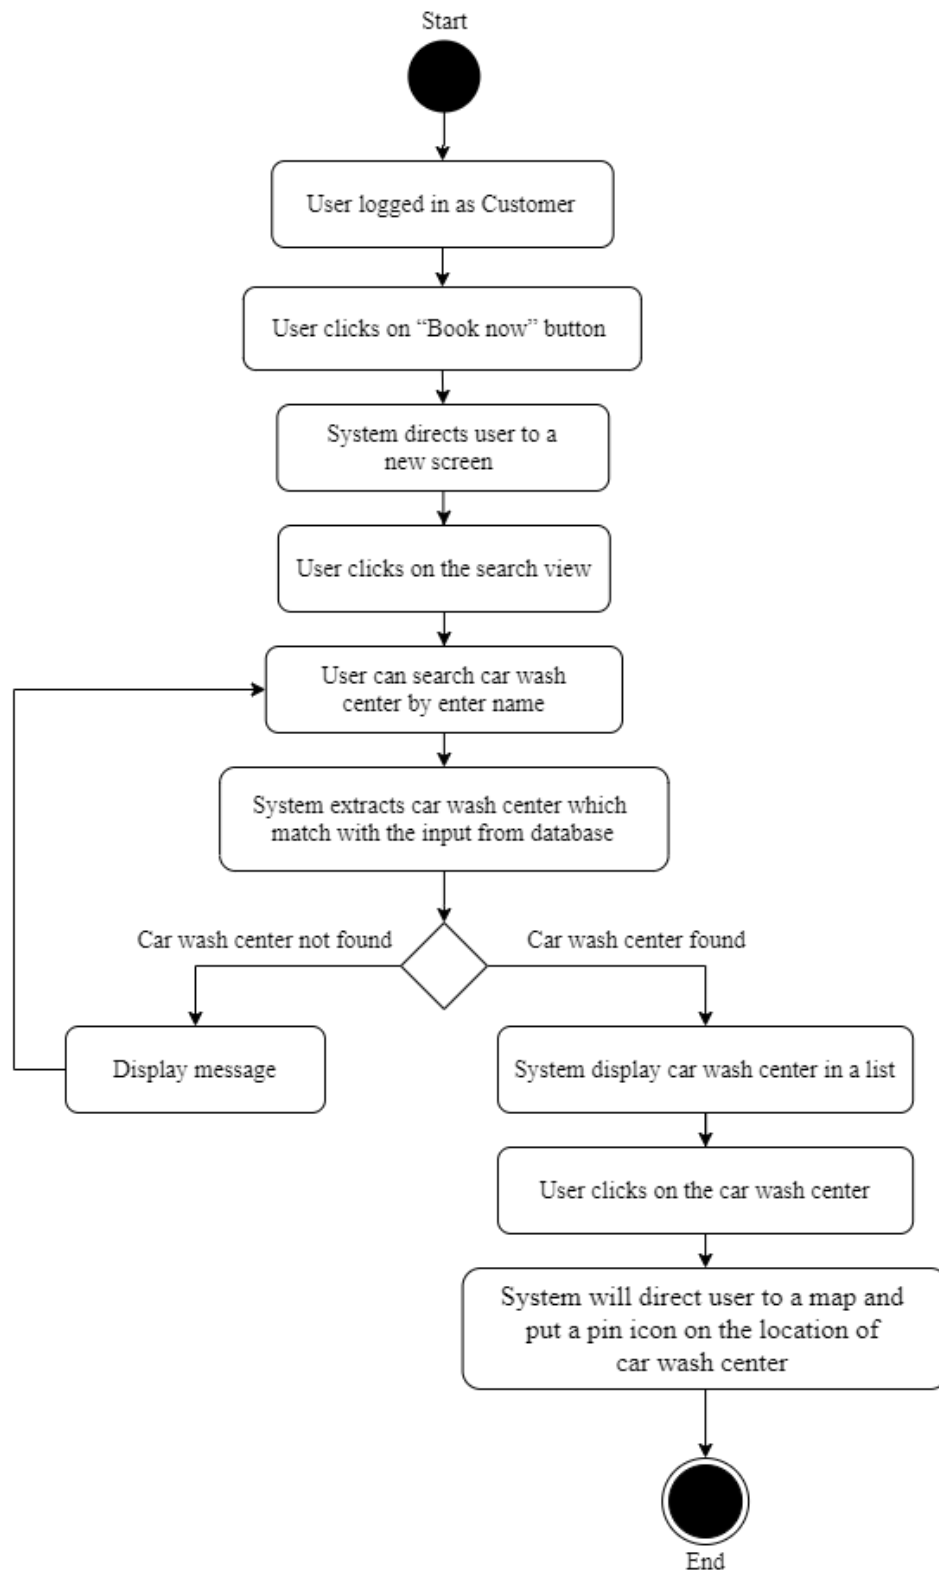 Start
User logged in as Customer
User clicks on “Book now” button
System directs user to a
new screen
User clicks on the search view
User can search car wash
center by enter name
System extracts car wash center which
match with the input from database
Car wash center not found
Car wash center found
Display message
System display car wash center in a list
User clicks on the car wash center
System will direct user to a map and
put a pin icon on the location of
car wash center
End